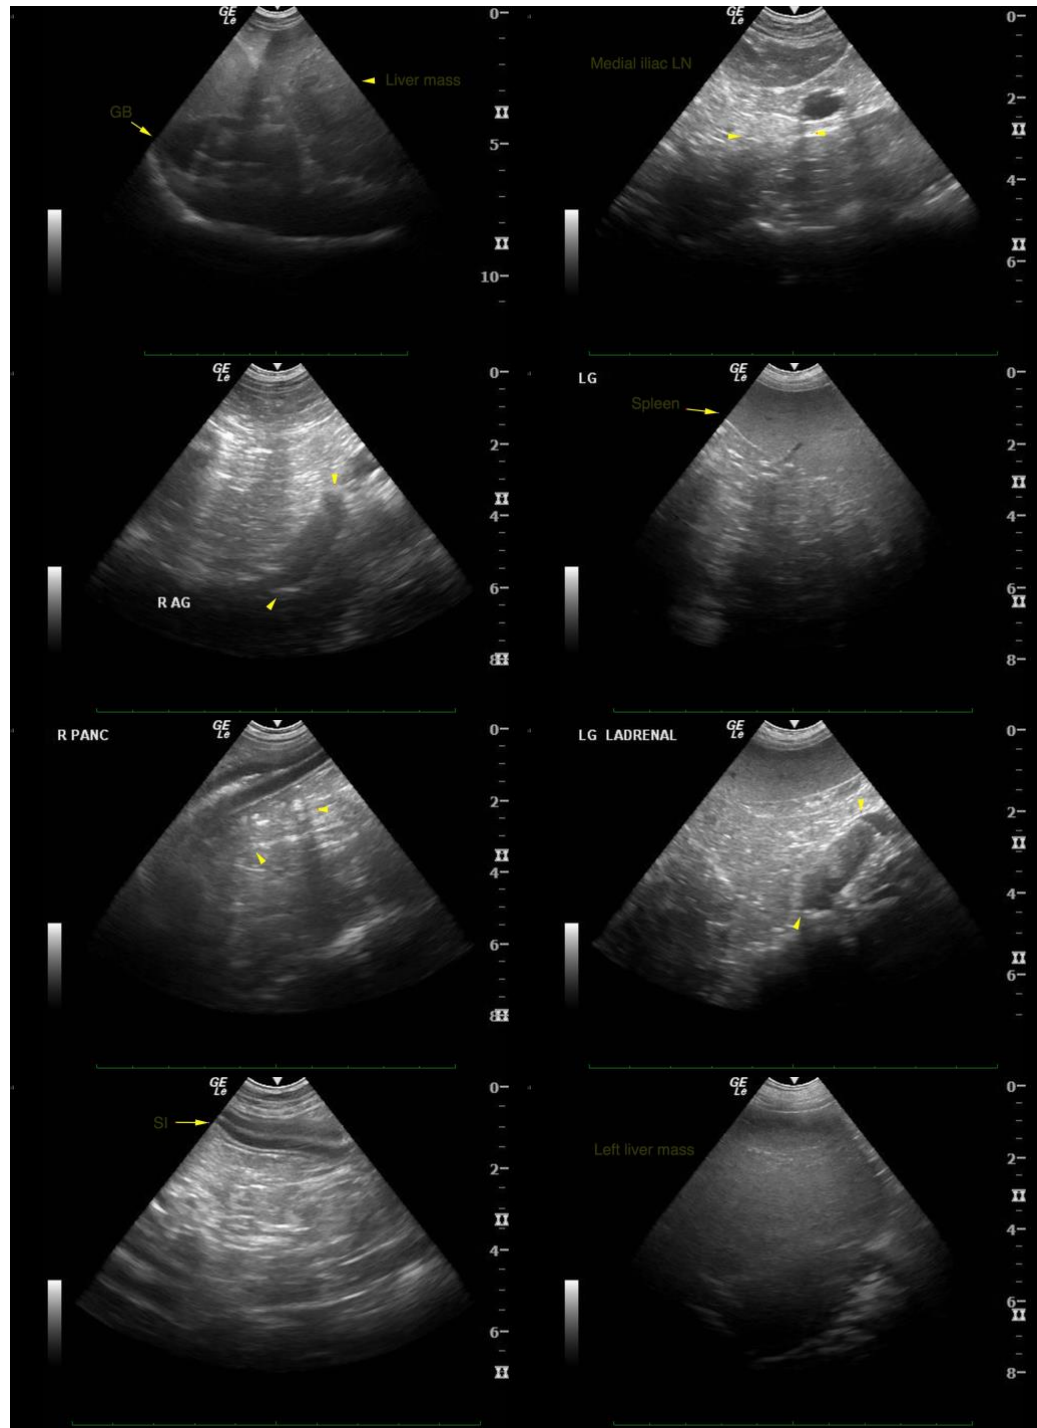 GE
Le
0
Liver mass
GB
5
10
GE
Le
0
Medial iliac LN
2
4
6
GE
Le
0
2
4
6
R AG
8
LG
GE
Le
0
Spleen
2
4
6
8
R PANC
GE
Le
0
2
4
6
8
LG LADRENAL
GE
Le
0
2
4
6
GE
Le
0
SI
2
4
6
GE
Le
0
Left liver mass
2
4
6
8